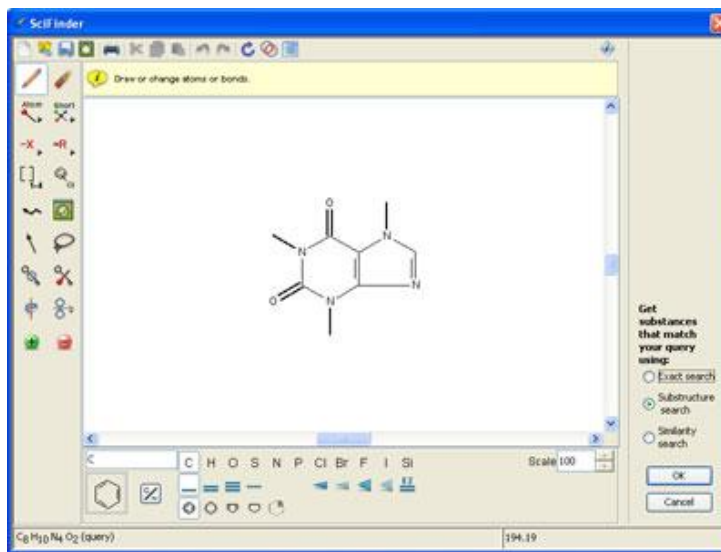 SciFinder
Draw or change atoms or bonds.
Atom Short
-X =R
O
N
N
O
N
N
Get
substances
that match
your query
using:
Exact search
Substructure
search
Similarity
search
C H O S N P Cl Br F I Si
Scale 100
OK
Cancel
C8H10N4O2 (query)
194.19